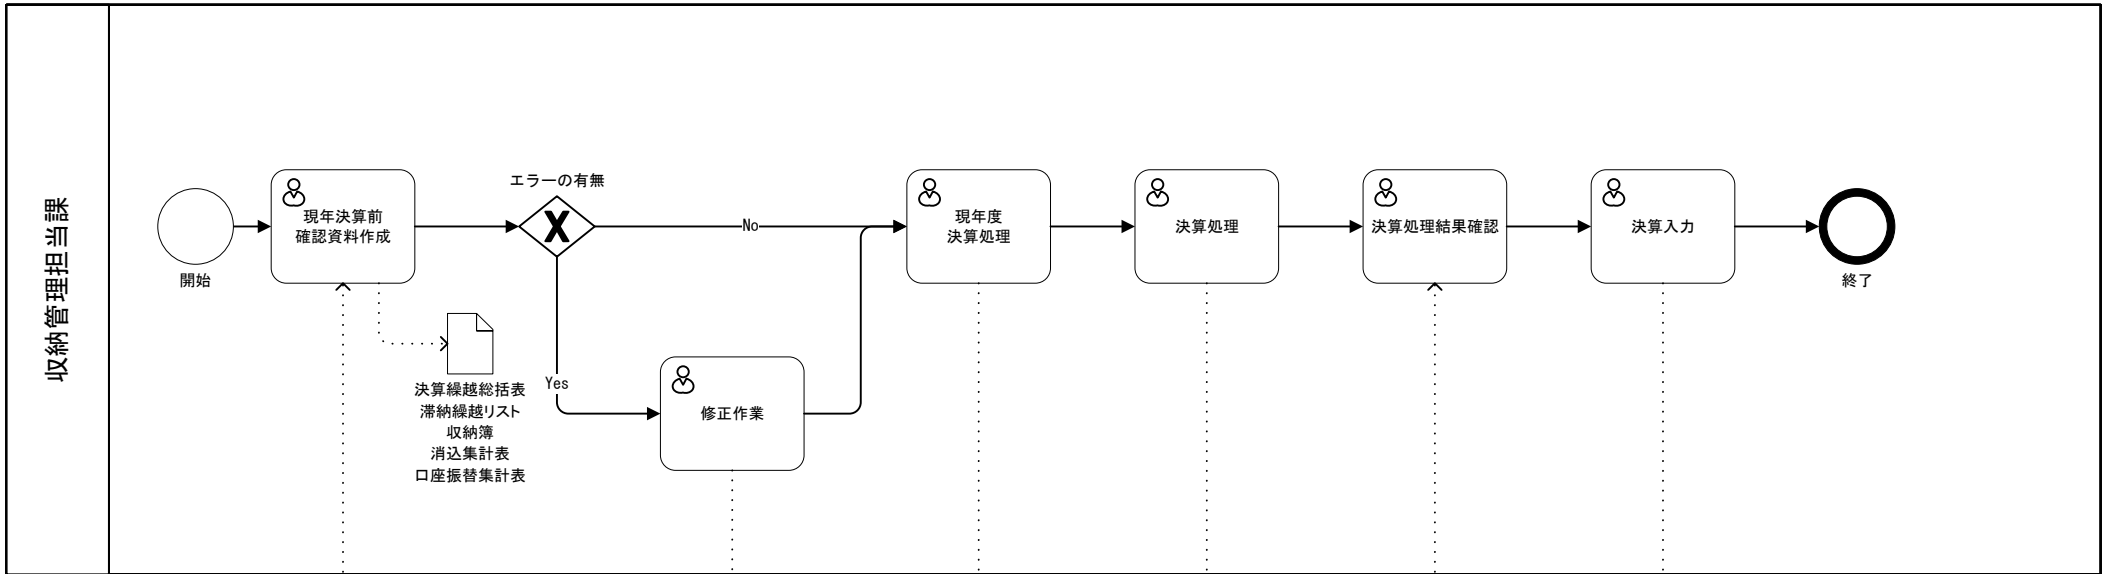 収納管理担当課
開始
現年決算前
確認資料作成
決算繰越総括表
滞納繰越リスト
収納簿
消込集計表
口座振替集計表
エラーの有無
No
Yes
修正作業
現年度
決算処理
決算処理
決算処理結果確認
決算入力
終了